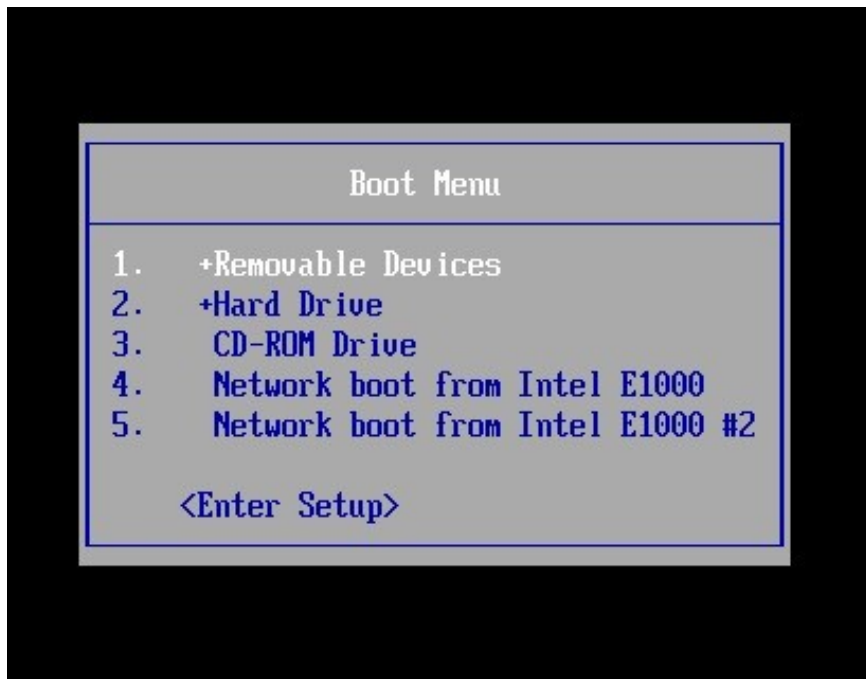 Boot Menu
1. +Removable Devices
2. +Hard Drive
3. CD-ROM Drive
4. Network boot from Intel E1000
5. Network boot from Intel E1000 #2
<Enter Setup>